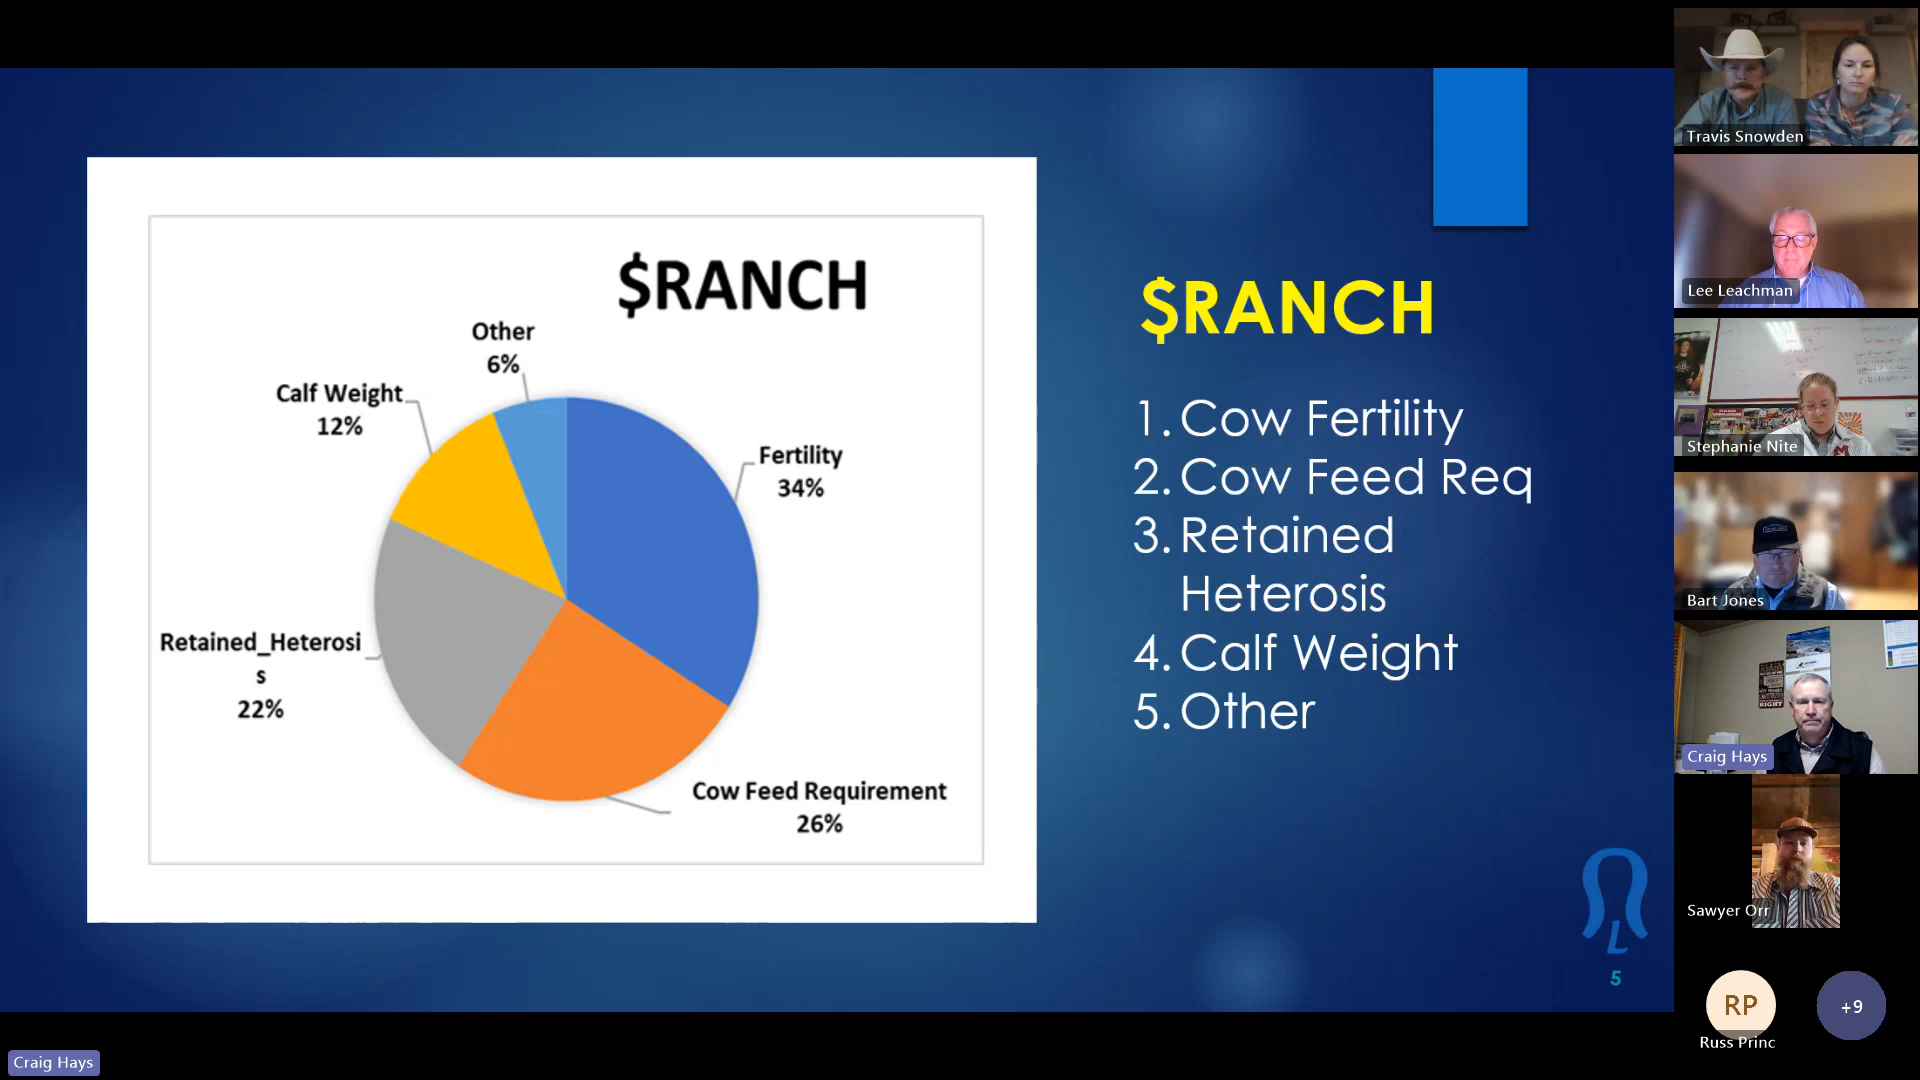 $RANCH
Other
6%
Calf Weight
12%
Fertility
34%
Retained_Heterosi
s
22%
Cow Feed Requirement
26%
$RANCH
1. Cow Fertility
2. Cow Feed Req
3. Retained
Heterosis
4. Calf Weight
5. Other
L
5
Travis Snowden
Lee Leachman
Stephanie Nite
Bart Jones
RIGHT
Craig Hays
Sawyer Orr
RP
+9
Russ Princ
Craig Hays